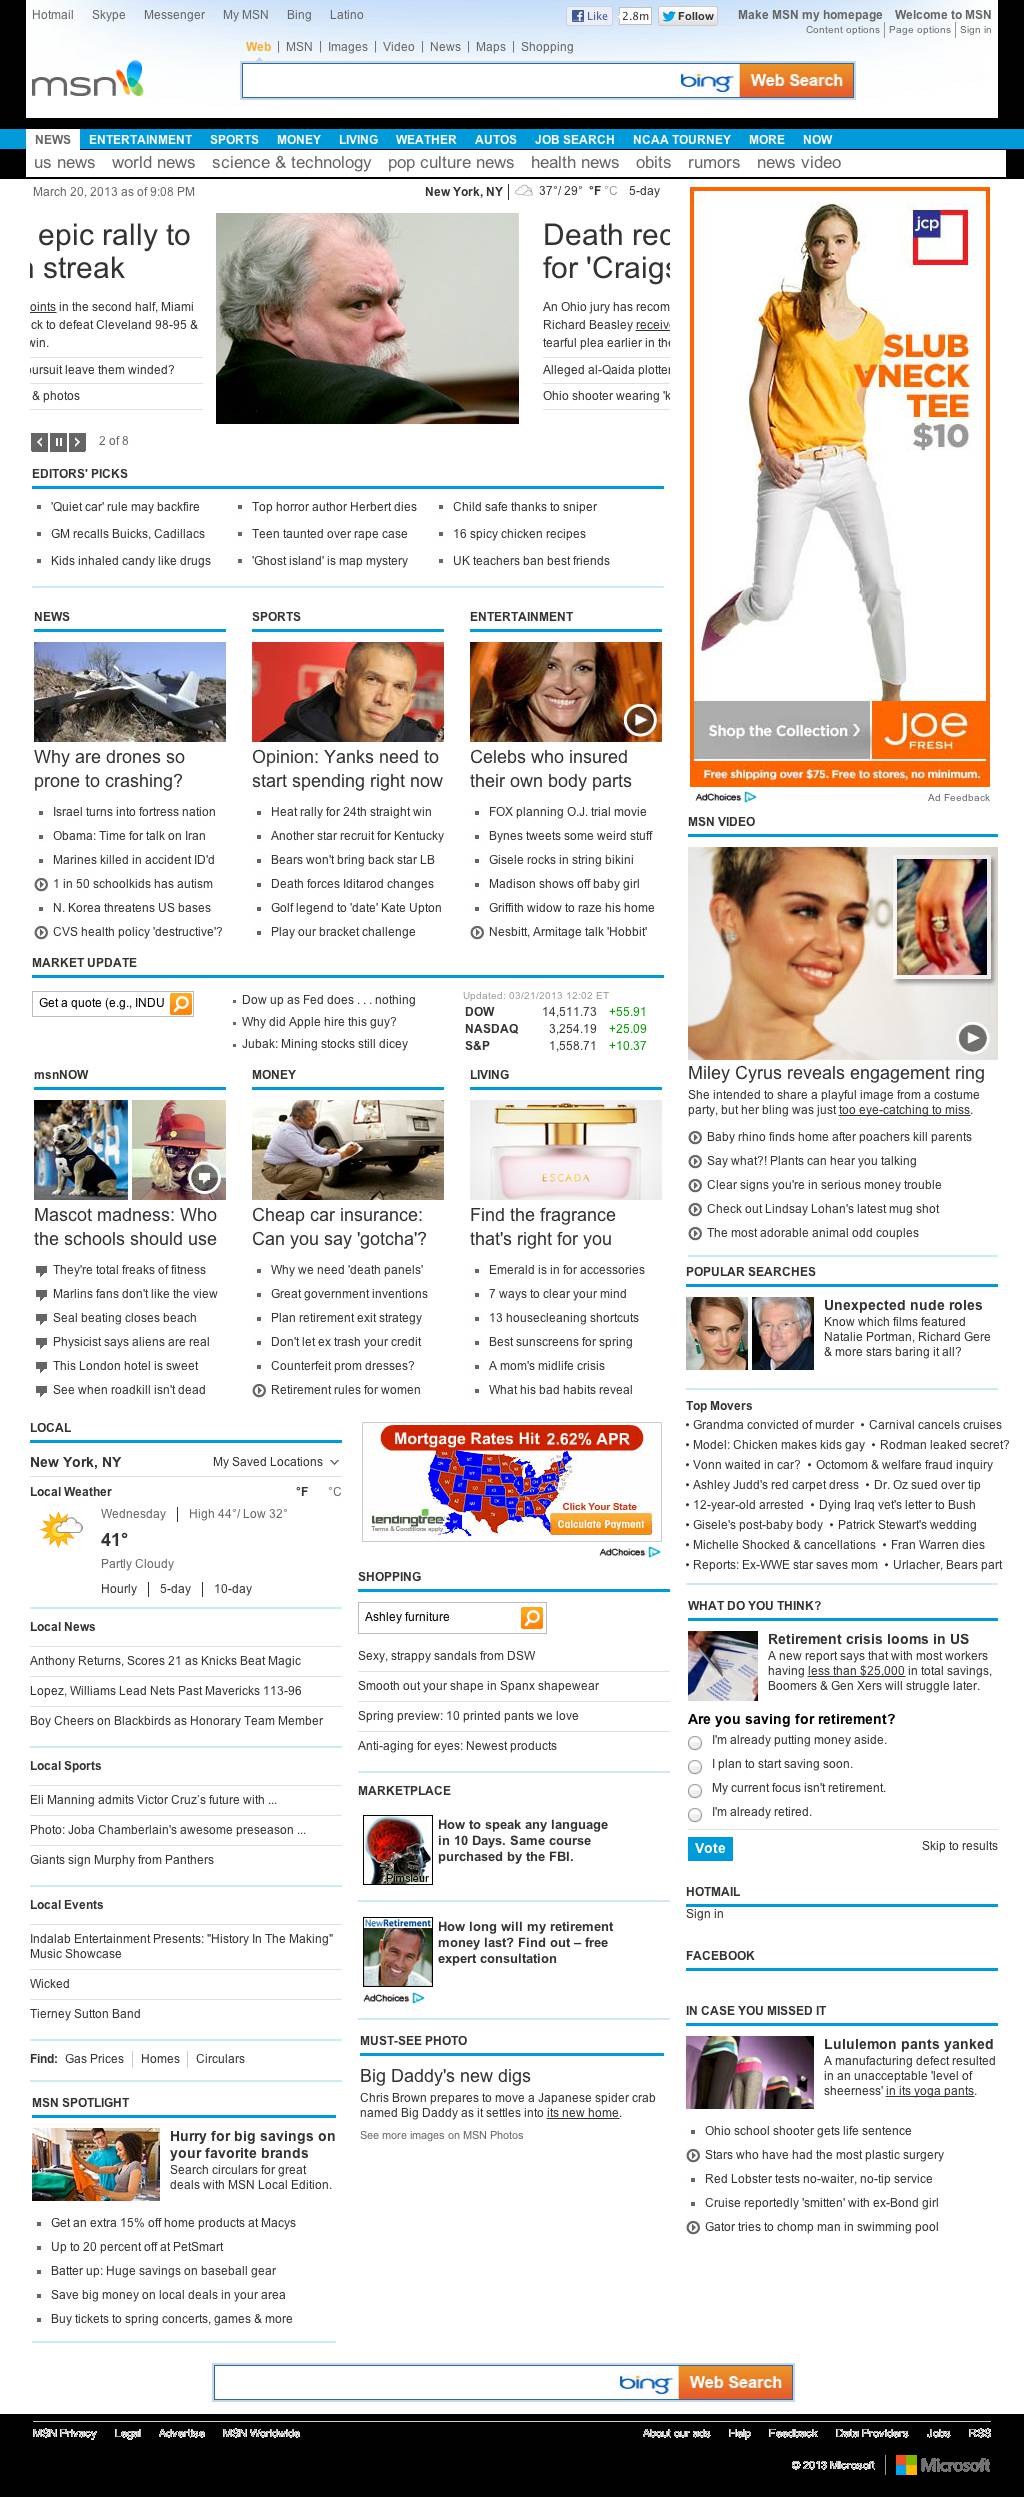 Hotmail Skype Messenger My MSN Bing Latino
Like 2.8m Follow
Make MSN my homepage Welcome to MSN
Content options Page options Sign in
Web MSN Images Video News Maps Shopping
msn
bing Web Search
NEWS ENTERTAINMENT SPORTS MONEY LIVING WEATHER AUTOS JOB SEARCH NCAA TOURNEY MORE NOW
us news world news science & technology pop culture news health news obits rumors news video
March 20, 2013 as of 9:08 PM
New York, NY 37°/ 29° °F °C 5-day
epic rally to
streak
oints in the second half, Miami
ck to defeat Cleveland 98-95 &
win.
ursuit leave them winded?
& photos
Death rec
for 'Craigs
An Ohio jury has recom
Richard Beasley receiv
tearful plea earlier in the
Alleged al-Qaida plotter
Ohio shooter wearing 'k
2 of 8
jcp
SLUB
VNECK
TEE
$10
Shop the Collection
Joe
FRESH
Free shipping over $75. Free to stores, no minimum.
AdChoices
Ad Feedback
EDITORS' PICKS
'Quiet car' rule may backfire
GM recalls Buicks, Cadillacs
Kids inhaled candy like drugs
Top horror author Herbert dies
Teen taunted over rape case
'Ghost island' is map mystery
Child safe thanks to sniper
16 spicy chicken recipes
UK teachers ban best friends
NEWS
Why are drones so
prone to crashing?
Israel turns into fortress nation
Obama: Time for talk on Iran
Marines killed in accident ID'd
1 in 50 schoolkids has autism
N. Korea threatens US bases
CVS health policy 'destructive'?
SPORTS
Opinion: Yanks need to
start spending right now
Heat rally for 24th straight win
Another star recruit for Kentucky
Bears won't bring back star LB
Death forces Iditarod changes
Golf legend to 'date' Kate Upton
Play our bracket challenge
ENTERTAINMENT
Celebs who insured
their own body parts
FOX planning O.J. trial movie
Bynes tweets some weird stuff
Gisele rocks in string bikini
Madison shows off baby girl
Griffith widow to raze his home
Nesbitt, Armitage talk 'Hobbit'
MARKET UPDATE
Get a quote (e.g., INDU
Dow up as Fed does . . . nothing
Why did Apple hire this guy?
Jubak: Mining stocks still dicey
Updated: 03/21/2013 12:02 ET
DOW 14,511.73 +55.91
NASDAQ 3,254.19 +25.09
S&P 1,558.71 +10.37
msnNOW
Mascot madness: Who
the schools should use
They're total freaks of fitness
Marlins fans don't like the view
Seal beating closes beach
Physicist says aliens are real
This London hotel is sweet
See when roadkill isn't dead
MONEY
Cheap car insurance:
Can you say 'gotcha'?
Why we need 'death panels'
Great government inventions
Plan retirement exit strategy
Don't let ex trash your credit
Counterfeit prom dresses?
Retirement rules for women
LIVING
ESCADA
Find the fragrance
that's right for you
Emerald is in for accessories
7 ways to clear your mind
13 housecleaning shortcuts
Best sunscreens for spring
A mom's midlife crisis
What his bad habits reveal
MSN VIDEO
Miley Cyrus reveals engagement ring
She intended to share a playful image from a costume
party, but her bling was just too eye-catching to miss.
Baby rhino finds home after poachers kill parents
Say what?! Plants can hear you talking
Clear signs you're in serious money trouble
Check out Lindsay Lohan's latest mug shot
The most adorable animal odd couples
POPULAR SEARCHES
Unexpected nude roles
Know which films featured
Natalie Portman, Richard Gere
& more stars baring it all?
Top Movers
• Grandma convicted of murder • Carnival cancels cruises
• Model: Chicken makes kids gay • Rodman leaked secret?
• Vonn waited in car? • Octomom & welfare fraud inquiry
• Ashley Judd's red carpet dress • Dr. Oz sued over tip
• 12-year-old arrested • Dying Iraq vet's letter to Bush
• Gisele's post-baby body • Patrick Stewart's wedding
• Michelle Shocked & cancellations • Fran Warren dies
• Reports: Ex-WWE star saves mom • Urlacher, Bears part
LOCAL
New York, NY My Saved Locations
Local Weather °F °C
Wednesday High 44°/ Low 32°
41°
Partly Cloudy
Hourly 5-day 10-day
Local News
Anthony Returns, Scores 21 as Knicks Beat Magic
Lopez, Williams Lead Nets Past Mavericks 113-96
Boy Cheers on Blackbirds as Honorary Team Member
Local Sports
Eli Manning admits Victor Cruz's future with ...
Photo: Joba Chamberlain's awesome preseason ...
Giants sign Murphy from Panthers
Local Events
Indalab Entertainment Presents: "History In The Making"
Music Showcase
Wicked
Tierney Sutton Band
Find: Gas Prices Homes Circulars
MSN SPOTLIGHT
Hurry for big savings on
your favorite brands
Search circulars for great
deals with MSN Local Edition.
Get an extra 15% off home products at Macys
Up to 20 percent off at PetSmart
Batter up: Huge savings on baseball gear
Save big money on local deals in your area
Buy tickets to spring concerts, games & more
Mortgage Rates Hit 2.62% APR
lendingtree
Terms & Conditions apply
Click Your State
Calculate Payment
AdChoices
SHOPPING
Ashley furniture
Sexy, strappy sandals from DSW
Smooth out your shape in Spanx shapewear
Spring preview: 10 printed pants we love
Anti-aging for eyes: Newest products
MARKETPLACE
Pimsleur
How to speak any language
in 10 Days. Same course
purchased by the FBI.
NewRetirement
How long will my retirement
money last? Find out – free
expert consultation
AdChoices
MUST-SEE PHOTO
Big Daddy's new digs
Chris Brown prepares to move a Japanese spider crab
named Big Daddy as it settles into its new home.
See more images on MSN Photos
WHAT DO YOU THINK?
Retirement crisis looms in US
A new report says that with most workers
having less than $25,000 in total savings,
Boomers & Gen Xers will struggle later.
Are you saving for retirement?
I'm already putting money aside.
I plan to start saving soon.
My current focus isn't retirement.
I'm already retired.
Vote Skip to results
HOTMAIL
Sign in
FACEBOOK
IN CASE YOU MISSED IT
Lululemon pants yanked
A manufacturing defect resulted
in an unacceptable 'level of
sheerness' in its yoga pants.
Ohio school shooter gets life sentence
Stars who have had the most plastic surgery
Red Lobster tests no-waiter, no-tip service
Cruise reportedly 'smitten' with ex-Bond girl
Gator tries to chomp man in swimming pool
bing Web Search
MSN Privacy Legal Advertise MSN Worldwide
About our ads Help Feedback Data Providers Jobs RSS
© 2013 Microsoft Microsoft